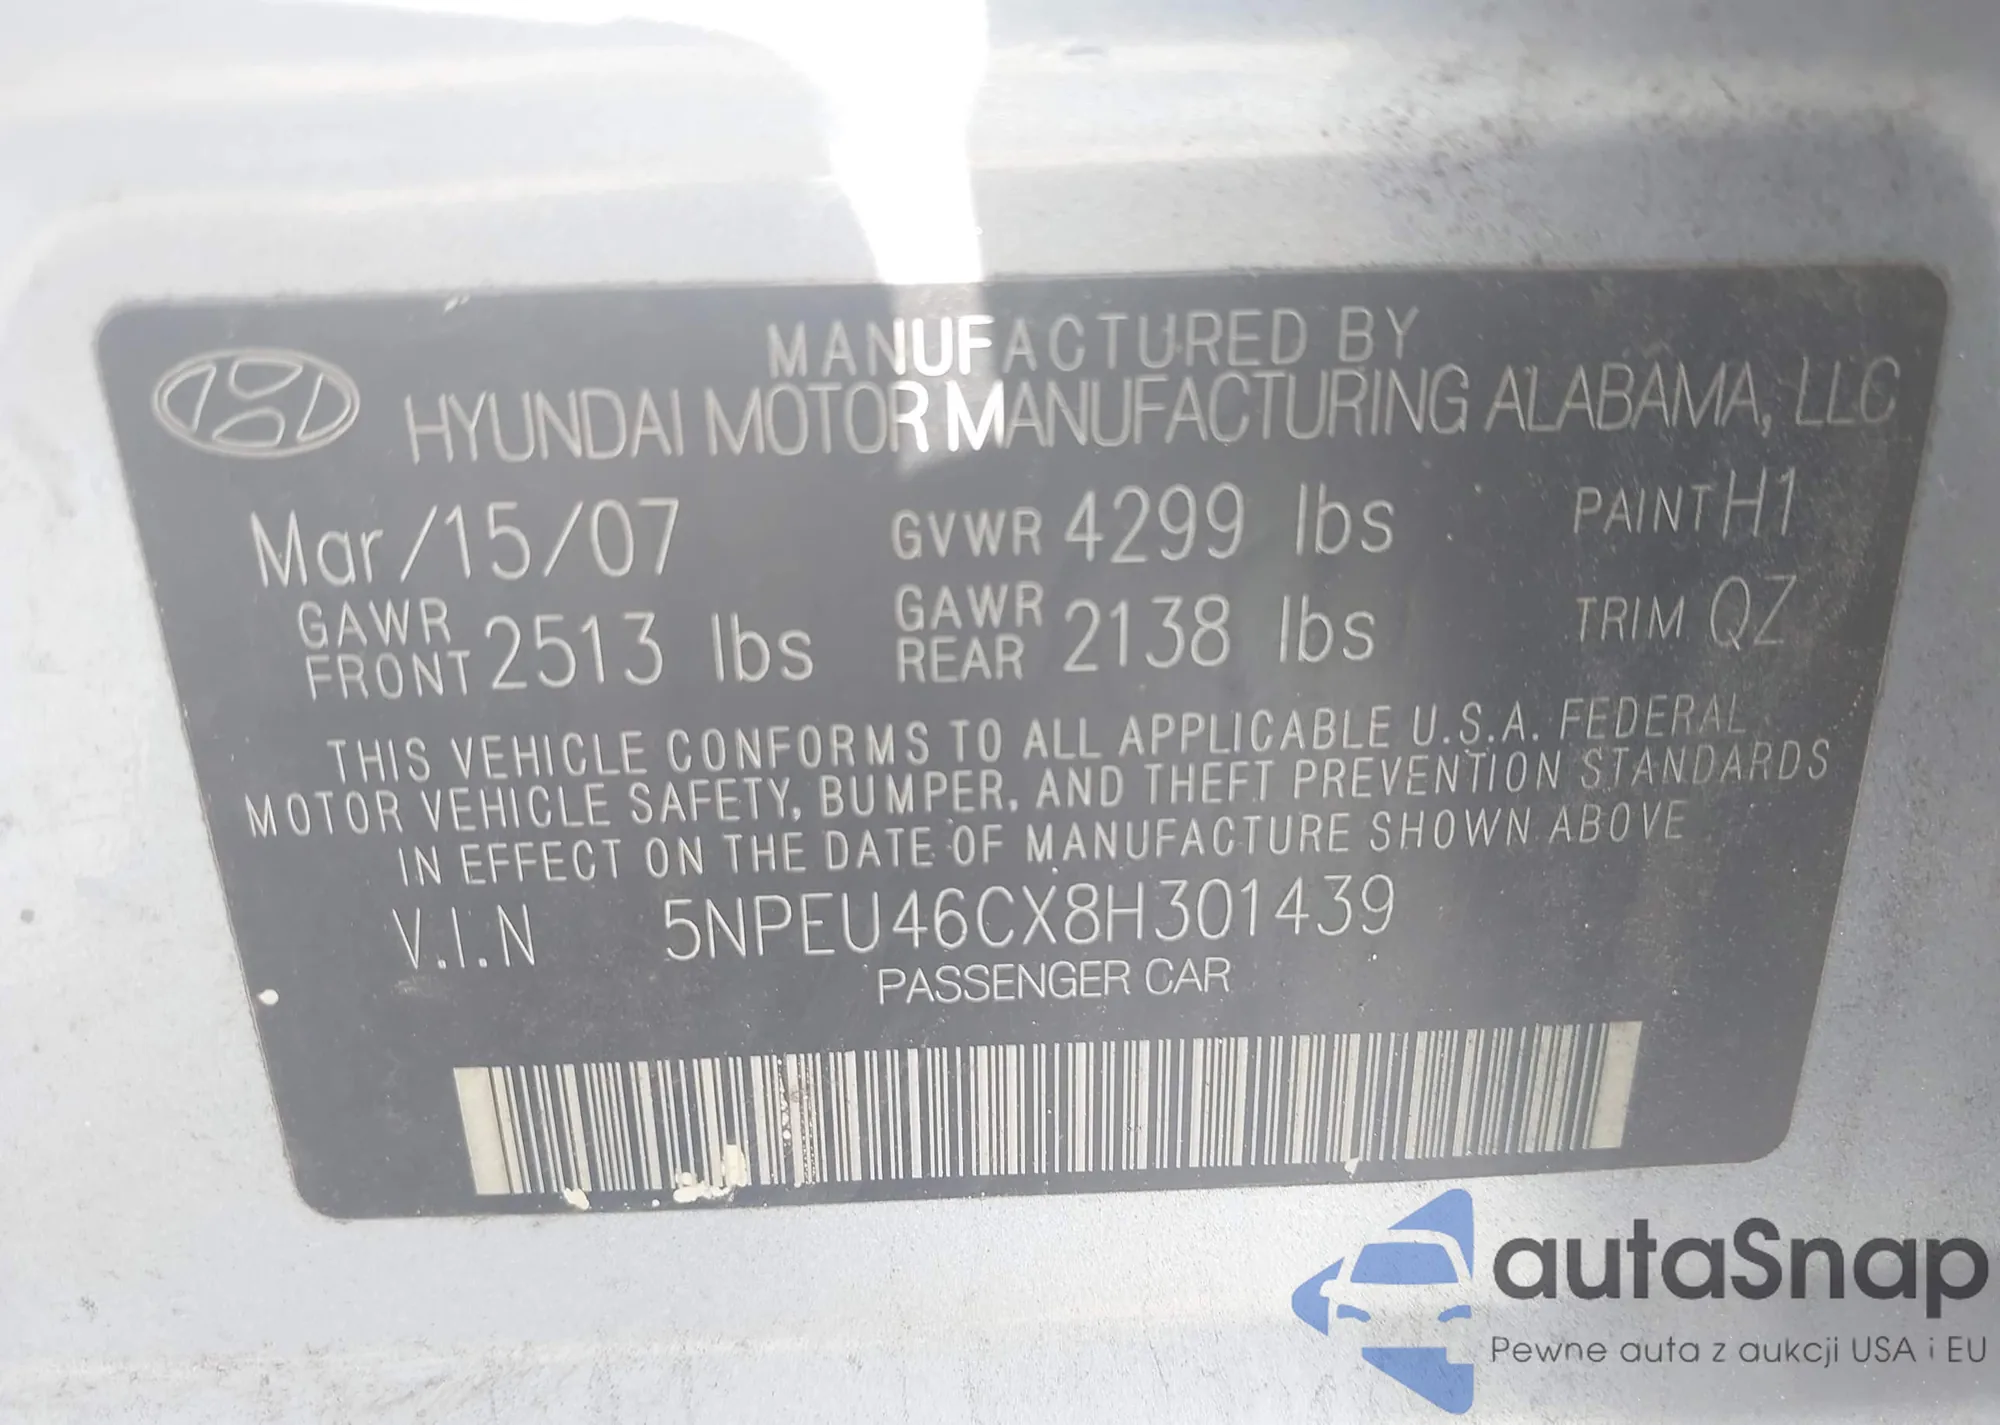 MANUFACTURED BY
HYUNDAI MOTOR MANUFACTURING ALABAMA, LLC
Mar/15/07 GVWR 4299 lbs PAINT H1
GAWR FRONT 2513 lbs GAWR REAR 2138 lbs TRIM QZ
THIS VEHICLE CONFORMS TO ALL APPLICABLE U.S.A. FEDERAL
MOTOR VEHICLE SAFETY, BUMPER, AND THEFT PREVENTION STANDARDS
IN EFFECT ON THE DATE OF MANUFACTURE SHOWN ABOVE
V.I.N 5NPEU46CX8H301439
PASSENGER CAR
autaSnap
Pewne auta z aukcji USA i EU